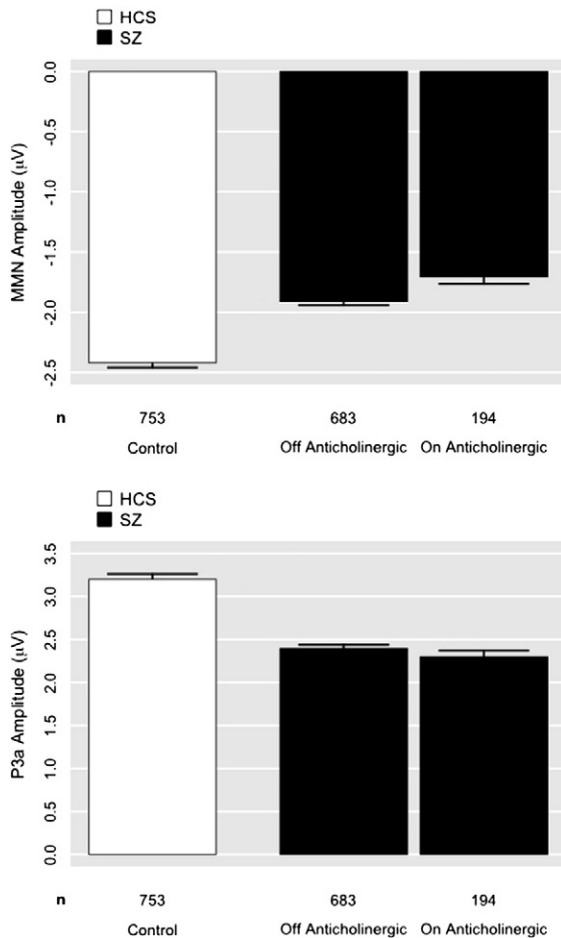 HCS
SZ
MMN Amplitude (µV)
0.0
-0.5
-1.0
-1.5
-2.0
-2.5
n 753 683 194
Control Off Anticholinergic On Anticholinergic
HCS
SZ
P3a Amplitude (µV)
3.5
3.0
2.5
2.0
1.5
1.0
0.5
0.0
n 753 683 194
Control Off Anticholinergic On Anticholinergic